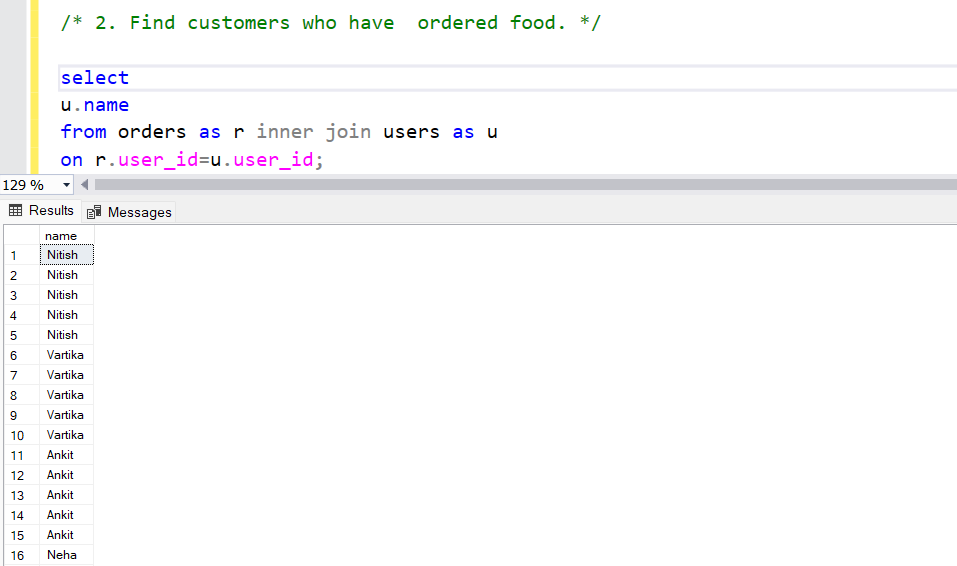 /* 2. Find customers who have  ordered food. */
select
u.name
from orders as r inner join users as u
on r.user_id=u.user_id;
129 %
Results Messages
name
1 Nitish
2 Nitish
3 Nitish
4 Nitish
5 Nitish
6 Vartika
7 Vartika
8 Vartika
9 Vartika
10 Vartika
11 Ankit
12 Ankit
13 Ankit
14 Ankit
15 Ankit
16 Neha